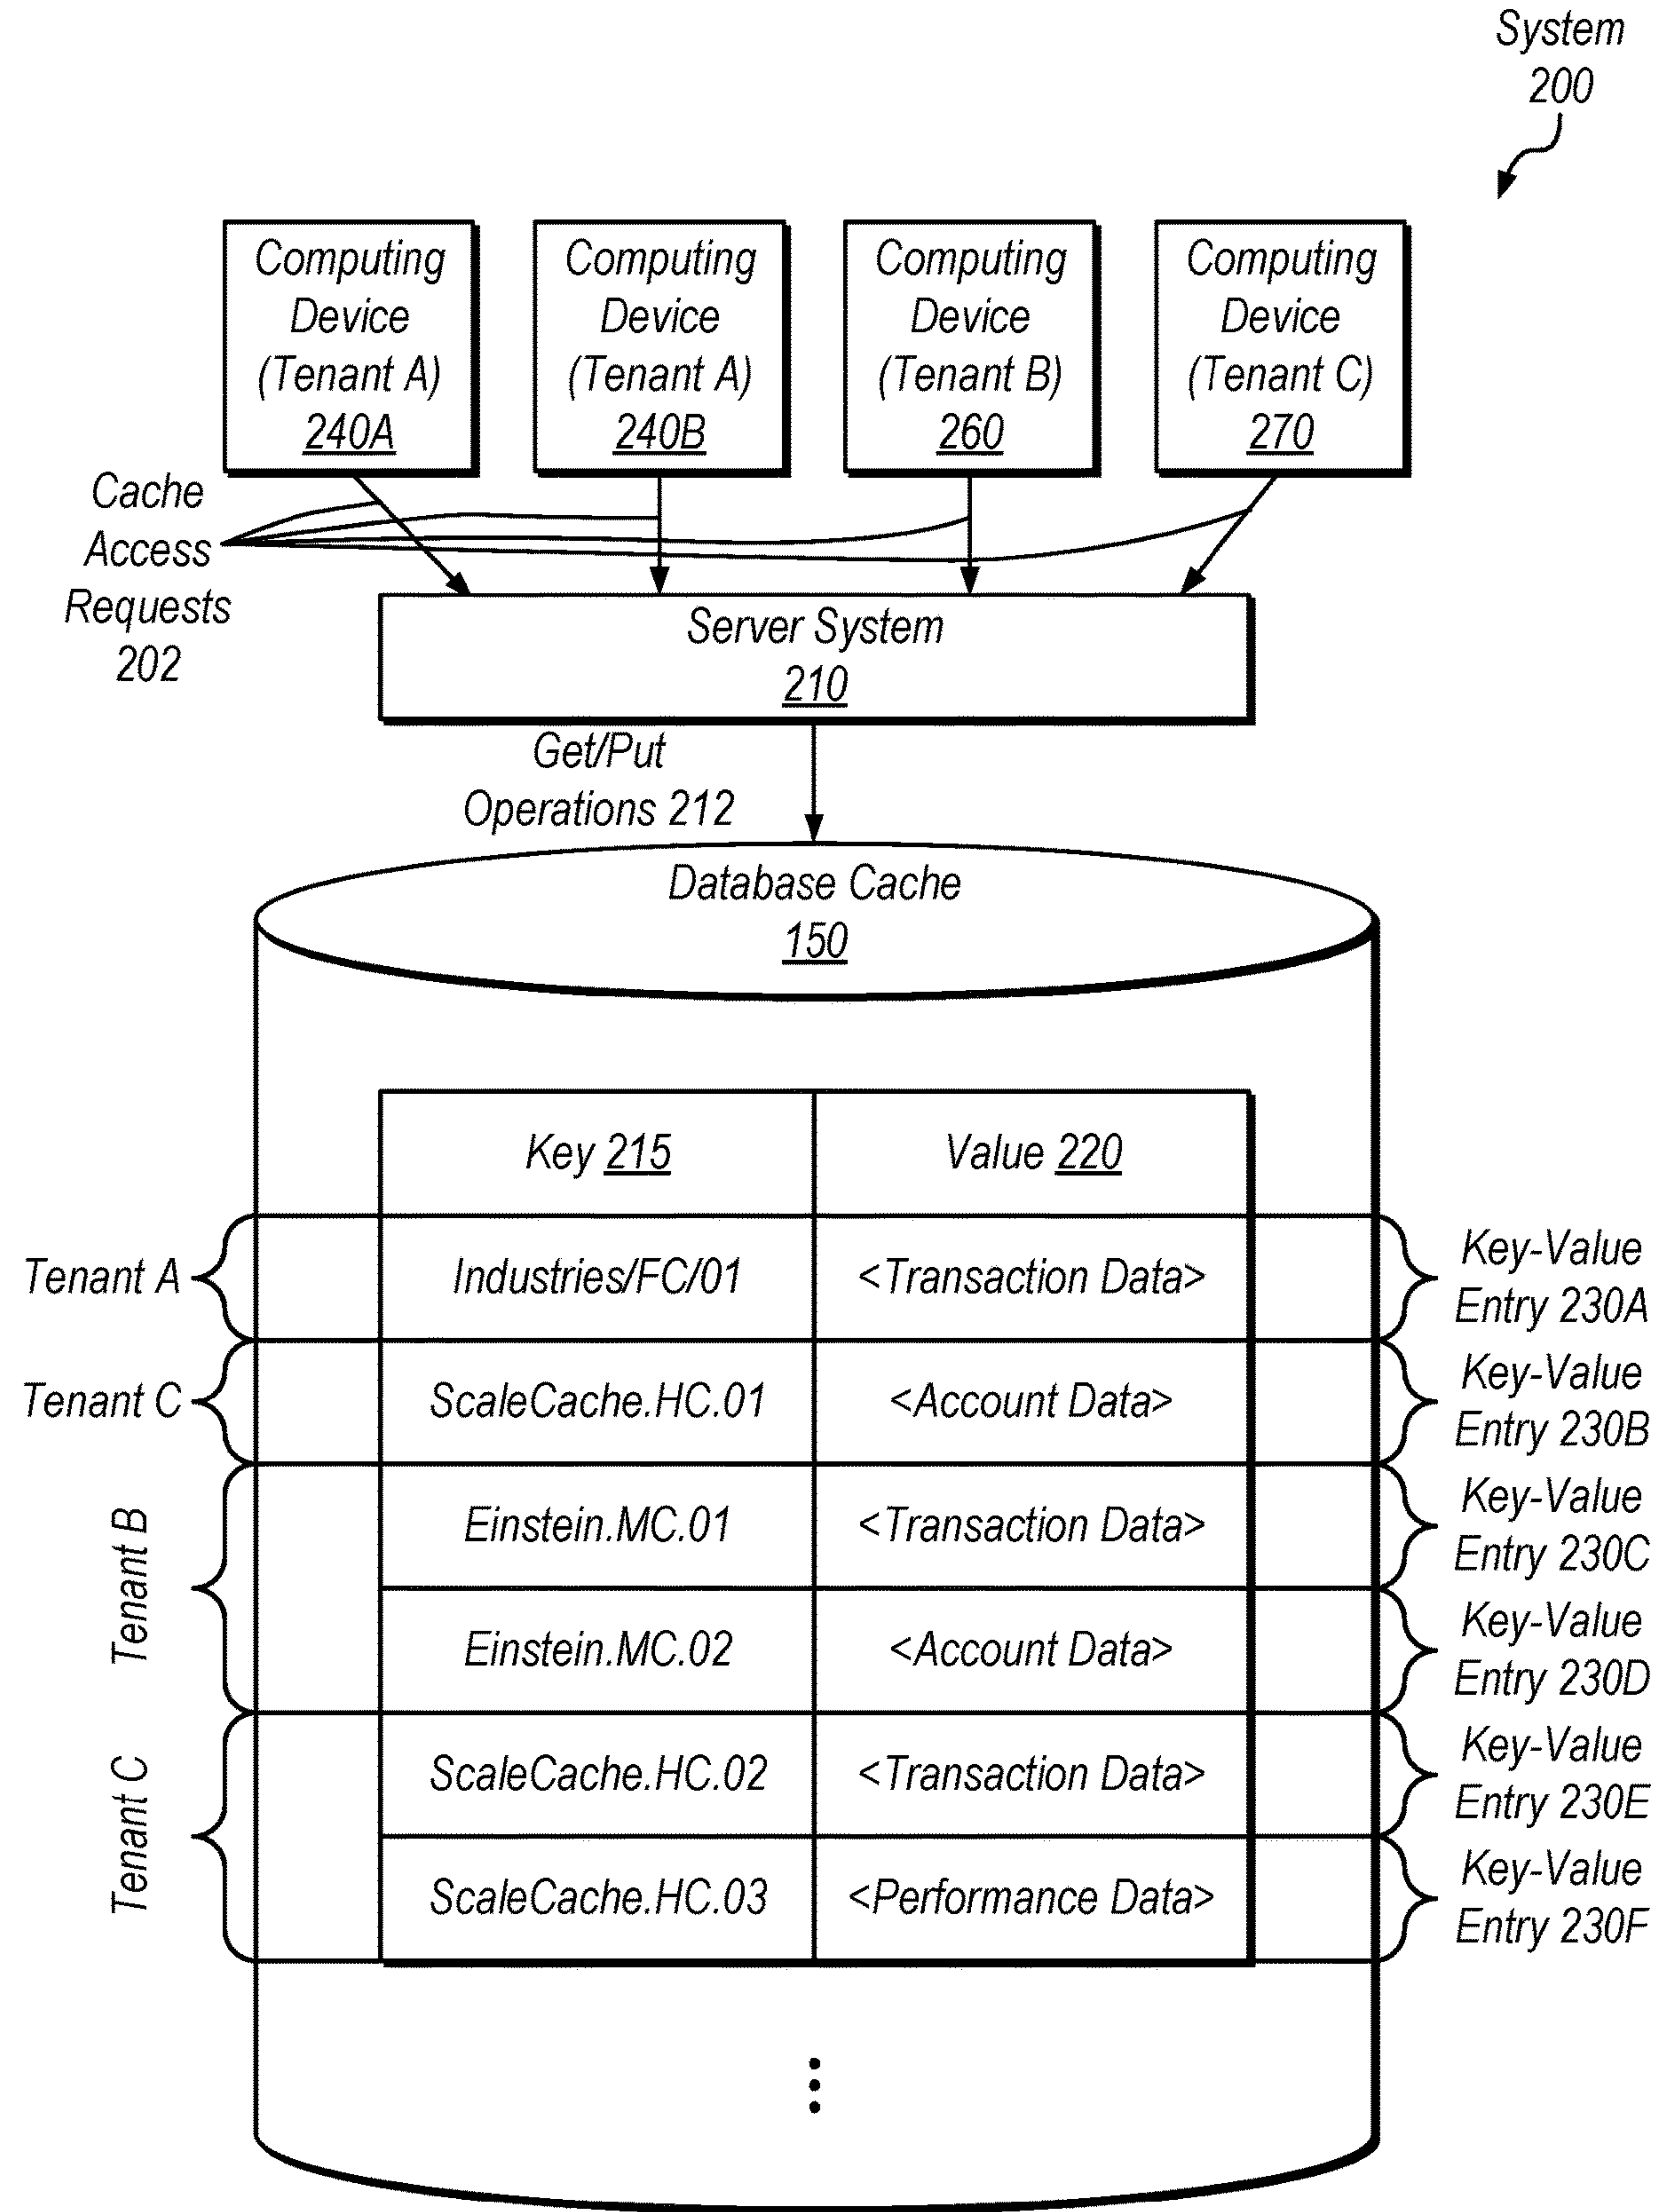 System
200
Computing
Device
(Tenant A)
240A
Computing
Device
(Tenant A)
240B
Computing
Device
(Tenant B)
260
Computing
Device
(Tenant C)
270
Cache
Access
Requests
202
Server System
210
Get/Put
Operations 212
Database Cache
150
Key 215
Value 220
Tenant A
Industries/FC/01
<Transaction Data>
Key-Value
Entry 230A
Tenant C
ScaleCache.HC.01
<Account Data>
Key-Value
Entry 230B
Tenant B
Einstein.MC.01
<Transaction Data>
Key-Value
Entry 230C
Einstein.MC.02
<Account Data>
Key-Value
Entry 230D
Tenant C
ScaleCache.HC.02
<Transaction Data>
Key-Value
Entry 230E
ScaleCache.HC.03
<Performance Data>
Key-Value
Entry 230F